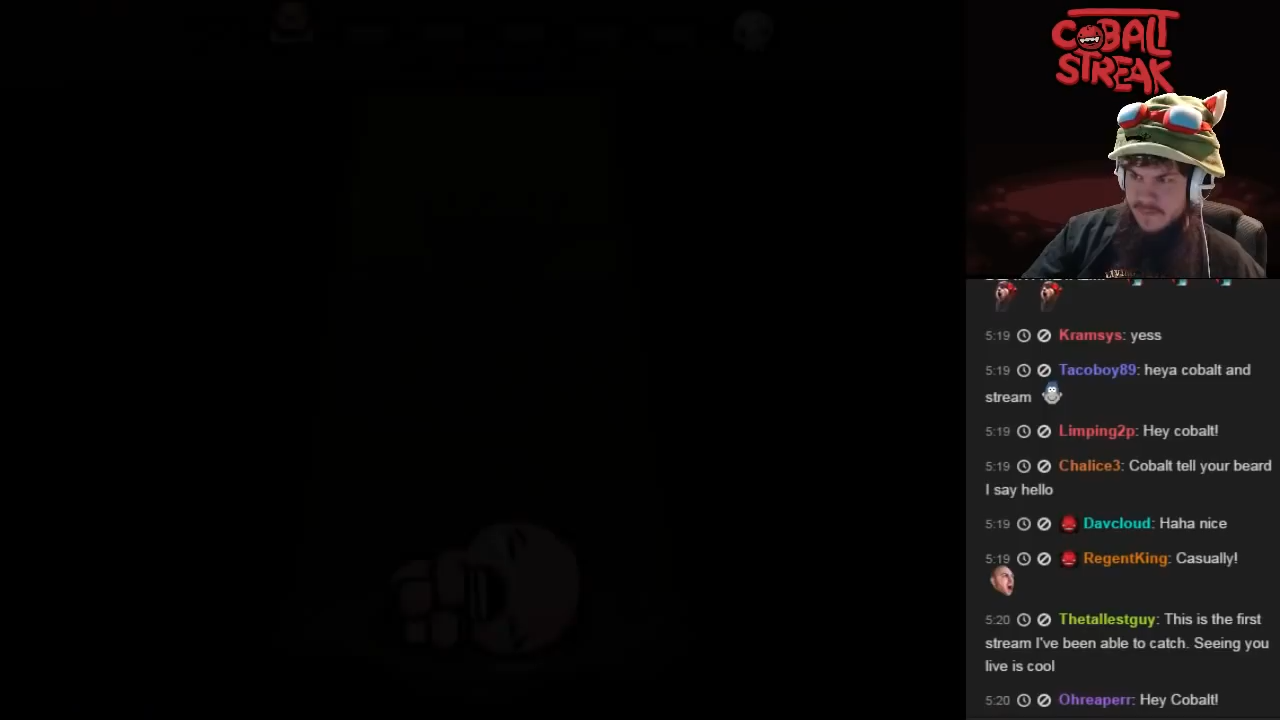 COBALT
STREAK
5:19 Kramsys: yess
5:19 Tacoboy89: heya cobalt and
stream
5:19 Limping2p: Hey cobalt!
5:19 Chalice3: Cobalt tell your beard
I say hello
5:19 Davcloud: Haha nice
5:19 RegentKing: Casually!
5:20 Thetallestguy: This is the first
stream I've been able to catch. Seeing you
live is cool
5:20 Ohreaperr: Hey Cobalt!